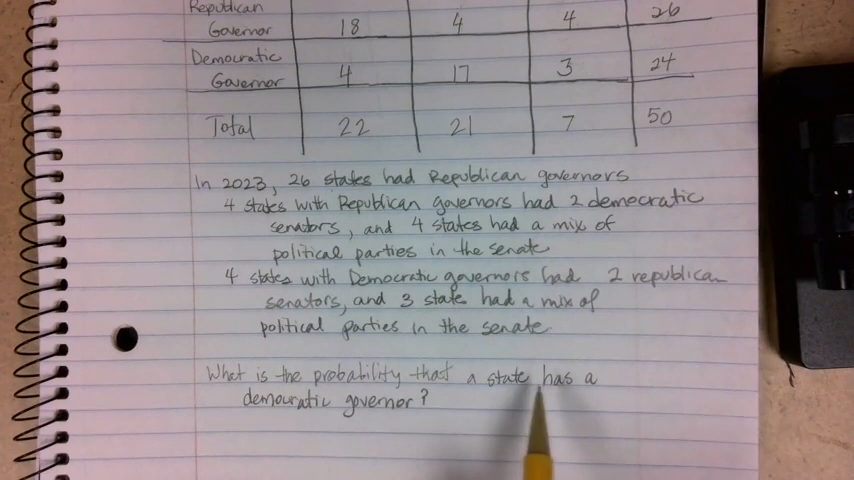 Republican
Governor 18 4 4 26
Democratic
Governor 4 17 3 24
Total 22 21 7 50
In 2023, 26 states had Republican governors
4 states with Republican governors had 2 democratic
senators, and 4 states had a mix of
political parties in the senate
4 states with Democratic governors had 2 republican
senators, and 3 state had a mix of
political parties in the senate.
What is the probability that a state has a
democratic governor?